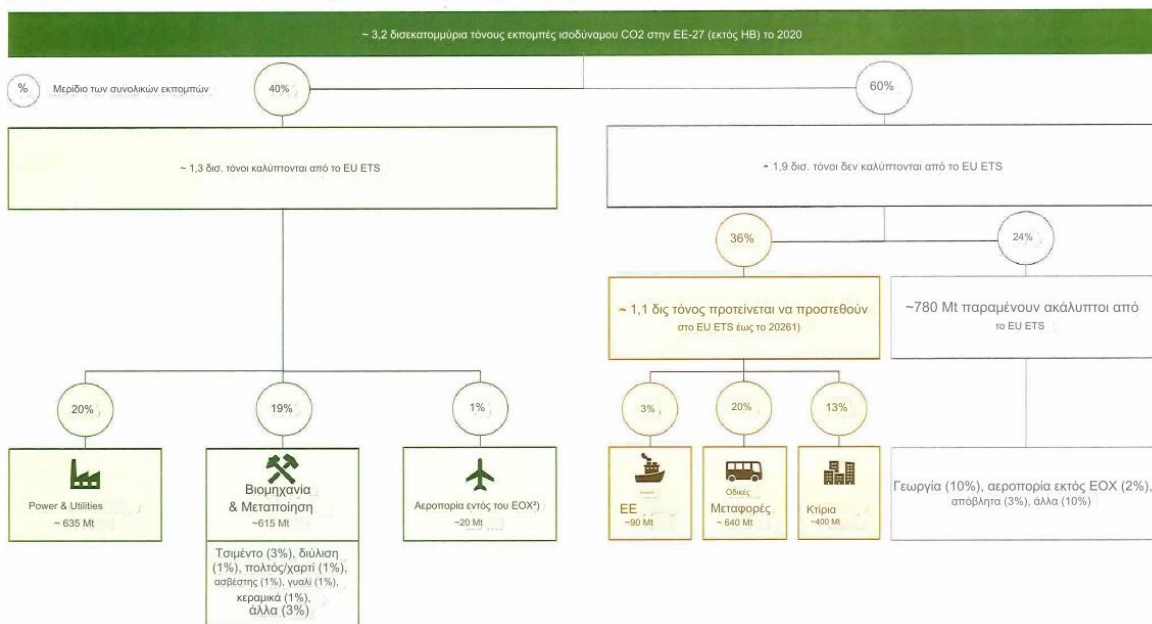 ~ 3,2 δισεκατομμύρια τόνους εκπομπές ισοδύναμου CO2 στην ΕΕ-27 (εκτός ΗΒ) το 2020
% Μερίδιο των συνολικών εκπομπών
40%
60%
~ 1,3 δισ. τόνοι καλύπτονται από το EU ETS
~ 1,9 δισ. τόνοι δεν καλύπτονται από το EU ETS
36%
24%
~ 1,1 δις τόνος προτείνεται να προστεθούν
στο EU ETS έως το 20261)
~780 Mt παραμένουν ακάλυπτοι από
το EU ETS
20%
19%
1%
3%
20%
13%
Power & Utilities
~ 635 Mt
Βιομηχανία
& Μεταποίηση
~615 Mt
Τσιμέντο (3%), διύλιση
(1%), πολτός/χαρτί (1%),
ασβέστης (1%), γυαλί (1%),
κεραμικά (1%),
άλλα (3%)
Αεροπορία εντός του ΕΟΧ²)
~20 Mt
ΕΕ
~90 Mt
Οδικές
Μεταφορές
~ 640 Mt
Κτίρια
~400 Mt
Γεωργία (10%), αεροπορία εκτός ΕΟΧ (2%),
απόβλητα (3%), άλλα (10%)